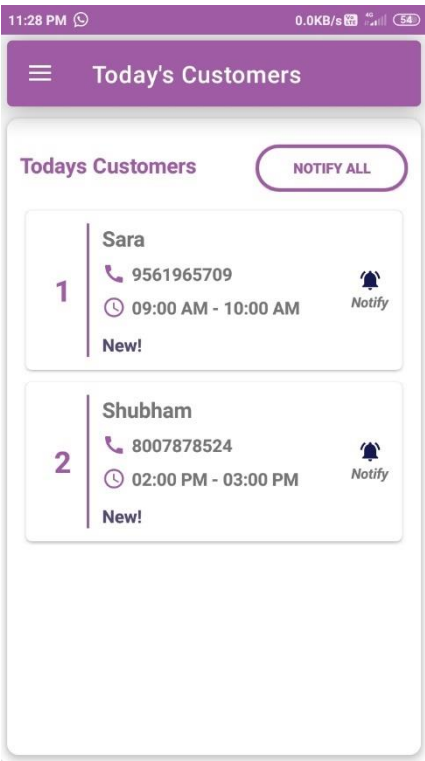 11:28 PM 0.0KB/s 4G 54
Today's Customers
Todays Customers
NOTIFY ALL
1
Sara
9561965709
09:00 AM - 10:00 AM
New!
Notify
2
Shubham
8007878524
02:00 PM - 03:00 PM
New!
Notify